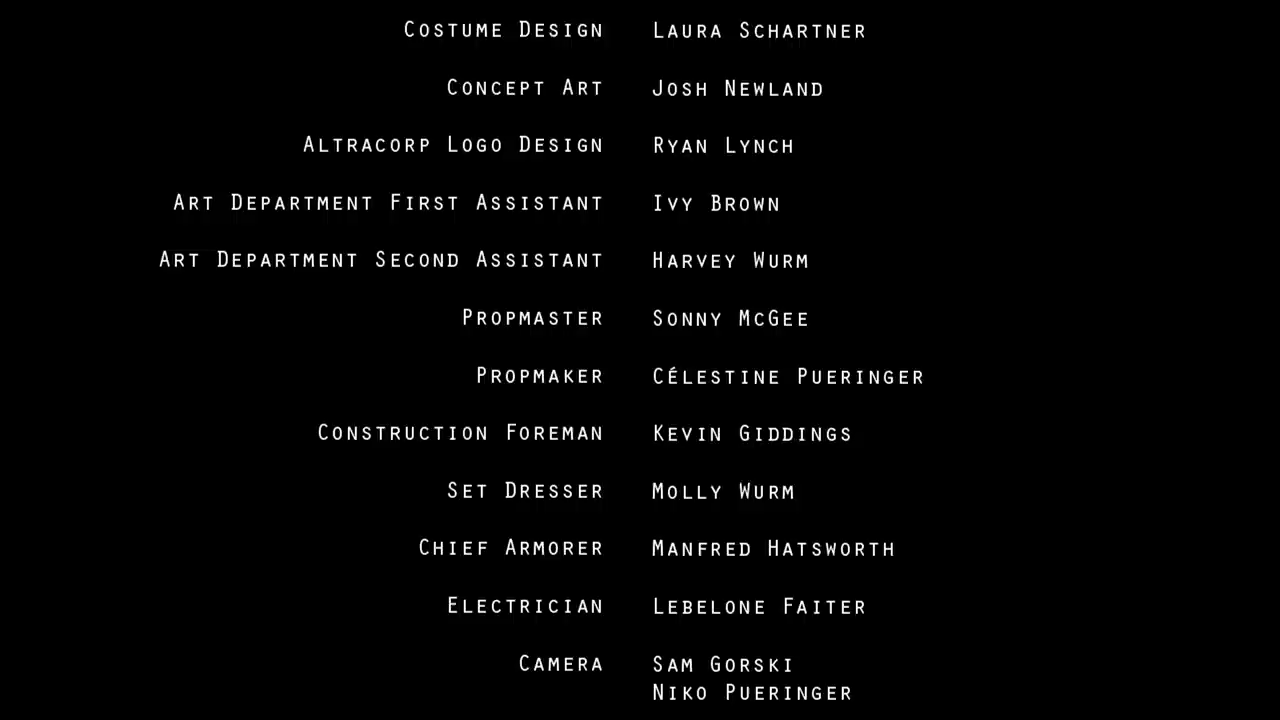 Costume Design Laura Schartner
Concept Art Josh Newland
Altracorp Logo Design Ryan Lynch
Art Department First Assistant Ivy Brown
Art Department Second Assistant Harvey Wurm
Propmaster Sonny McGee
Propmaker Célestine Pueringer
Construction Foreman Kevin Giddings
Set Dresser Molly Wurm
Chief Armorer Manfred Hatsworth
Electrician Lebelone Faiter
Camera Sam Gorski
Niko Pueringer